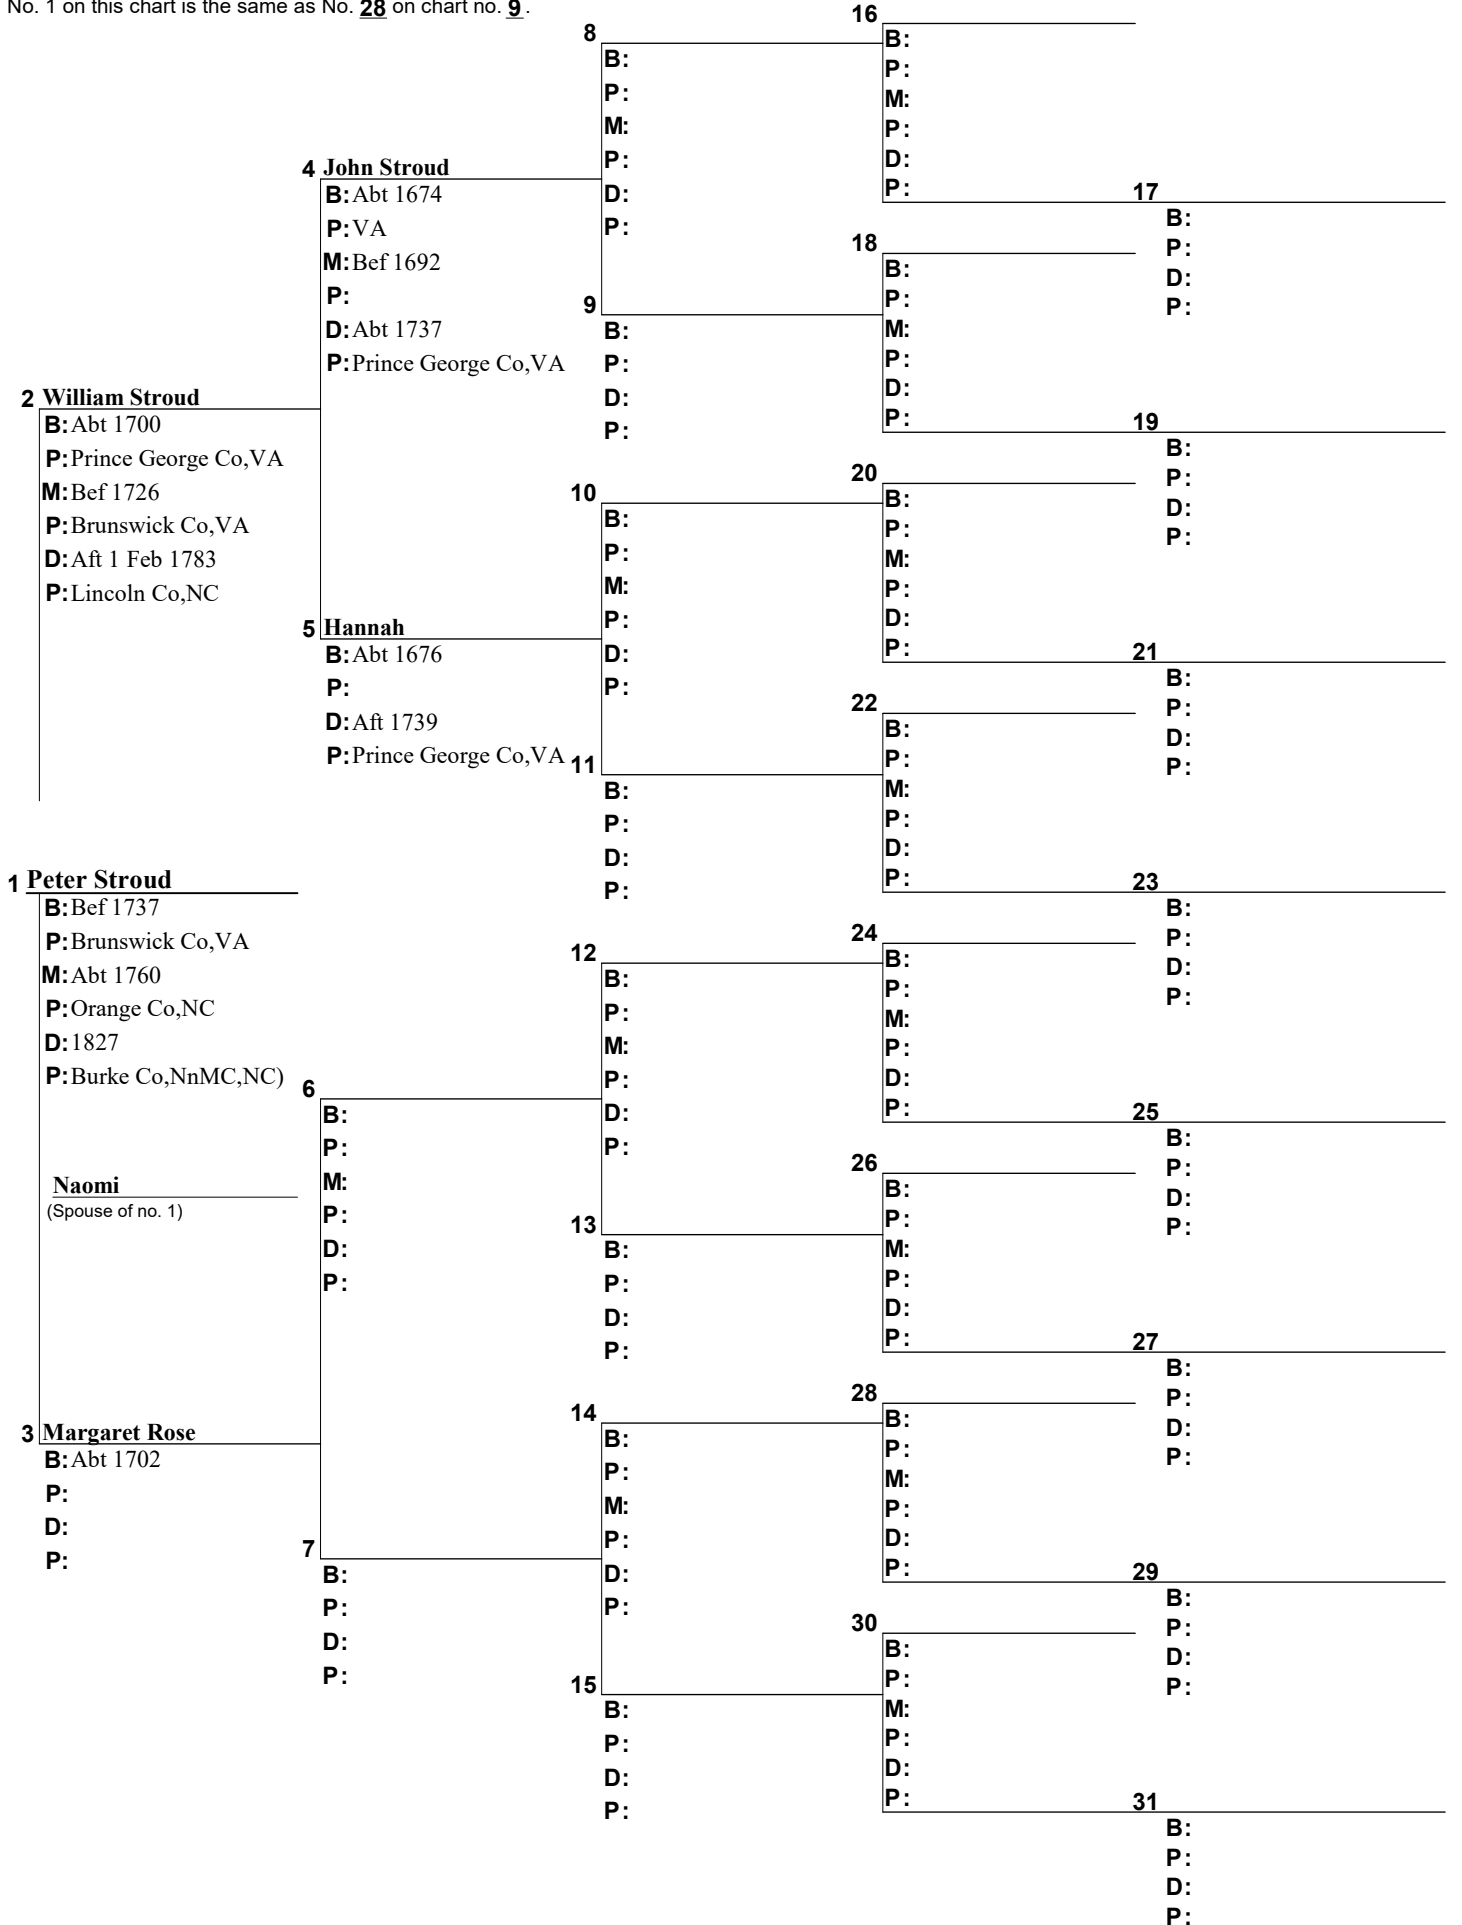 No. 1 on this chart is the same as No. 28 on chart no. 9.
2 William Stroud
B: Abt 1700
P: Prince George Co,VA
M: Bef 1726
P: Brunswick Co,VA
D: Aft 1 Feb 1783
P: Lincoln Co,NC
1 Peter Stroud
B: Bef 1737
P: Brunswick Co,VA
M: Abt 1760
P: Orange Co,NC
D: 1827
P: Burke Co,NnMC,NC)
Naomi
(Spouse of no. 1)
3 Margaret Rose
B: Abt 1702
P:
D:
P:
4 John Stroud
B: Abt 1674
P: VA
M: Bef 1692
P:
D: Abt 1737
P: Prince George Co,VA
5 Hannah
B: Abt 1676
P:
D: Aft 1739
P: Prince George Co,VA
6
B:
P:
M:
P:
D:
P:
7
B:
P:
D:
P:
8
B:
P:
M:
P:
D:
P:
9
B:
P:
D:
P:
10
B:
P:
M:
P:
D:
P:
11
B:
P:
D:
P:
12
B:
P:
M:
P:
D:
P:
13
B:
P:
D:
P:
14
B:
P:
M:
P:
D:
P:
15
B:
P:
D:
P:
16
B:
P:
M:
P:
D:
P:
17
B:
P:
D:
P:
18
B:
P:
M:
P:
D:
P:
19
B:
P:
D:
P:
20
B:
P:
M:
P:
D:
P:
21
B:
P:
D:
P:
22
B:
P:
M:
P:
D:
P:
23
B:
P:
D:
P:
24
B:
P:
M:
P:
D:
P:
25
B:
P:
D:
P:
26
B:
P:
M:
P:
D:
P:
27
B:
P:
D:
P:
28
B:
P:
M:
P:
D:
P:
29
B:
P:
D:
P:
30
B:
P:
M:
P:
D:
P:
31
B:
P:
D:
P: